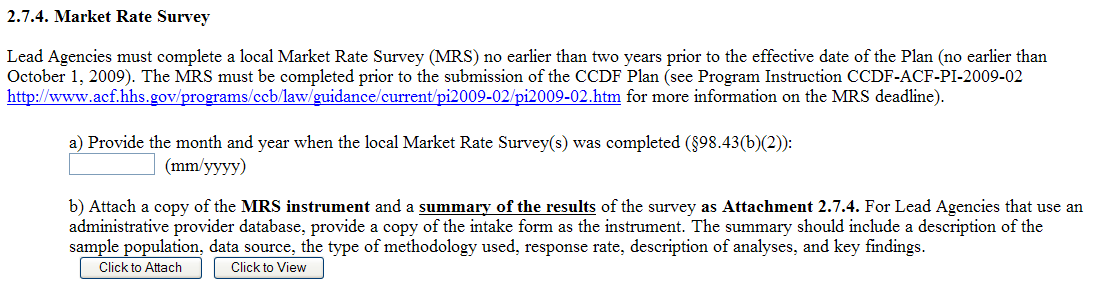 2.7.4. Market Rate Survey
Lead Agencies must complete a local Market Rate Survey (MRS) no earlier than two years prior to the effective date of the Plan (no earlier than
October 1, 2009). The MRS must be completed prior to the submission of the CCDF Plan (see Program Instruction CCDF-ACF-PI-2009-02
http://www.acf.hhs.gov/programs/ccb/law/guidance/current/pi2009-02/pi2009-02.htm for more information on the MRS deadline).
a) Provide the month and year when the local Market Rate Survey(s) was completed (§98.43(b)(2)):
(mm/yyyy)
b) Attach a copy of the MRS instrument and a summary of the results of the survey as Attachment 2.7.4. For Lead Agencies that use an
administrative provider database, provide a copy of the intake form as the instrument. The summary should include a description of the
sample population, data source, the type of methodology used, response rate, description of analyses, and key findings.
Click to Attach Click to View